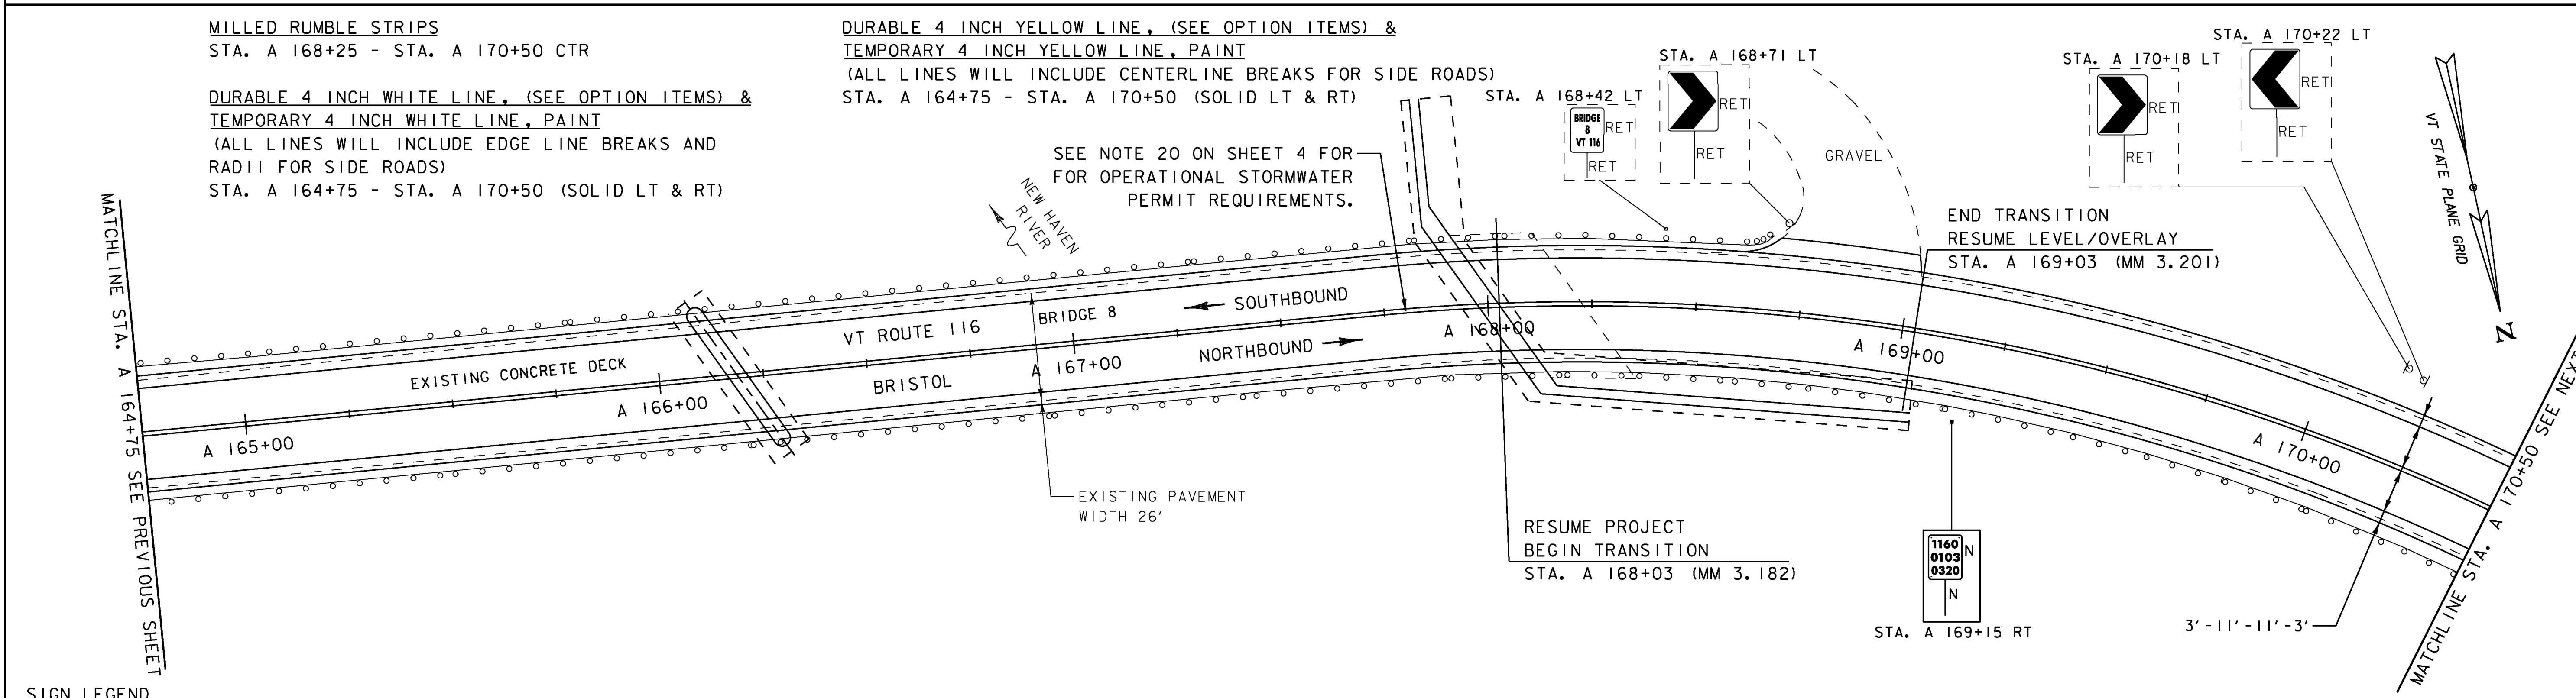 MILLED RUMBLE STRIPS
STA. A 168+25 - STA. A 170+50 CTR
DURABLE 4 INCH WHITE LINE, (SEE OPTION ITEMS) &
TEMPORARY 4 INCH WHITE LINE, PAINT
(ALL LINES WILL INCLUDE EDGE LINE BREAKS AND
RADII FOR SIDE ROADS)
STA. A 164+75 - STA. A 170+50 (SOLID LT & RT)
DURABLE 4 INCH YELLOW LINE, (SEE OPTION ITEMS) &
TEMPORARY 4 INCH YELLOW LINE, PAINT
(ALL LINES WILL INCLUDE CENTERLINE BREAKS FOR SIDE ROADS)
STA. A 164+75 - STA. A 170+50 (SOLID LT & RT)
SEE NOTE 20 ON SHEET 4 FOR
FOR OPERATIONAL STORMWATER
PERMIT REQUIREMENTS.
STA. A 168+42 LT
BRIDGE
8
VT 116
RET
RET
STA. A 168+71 LT
RET
RET
GRAVEL
STA. A 170+18 LT
RET
RET
STA. A 170+22 LT
RET
RET
VT STATE PLANE GRID
N
END TRANSITION
RESUME LEVEL/OVERLAY
STA. A 169+03 (MM 3.201)
NEW HAVEN
RIVER
MATCHLINE STA. A 164+75 SEE PREVIOUS SHEET
EXISTING CONCRETE DECK
VT ROUTE 116
BRIDGE 8
SOUTHBOUND
NORTHBOUND
BRISTOL
A 165+00
A 166+00
A 167+00
A 168+00
A 169+00
A 170+00
EXISTING PAVEMENT
WIDTH 26'
RESUME PROJECT
BEGIN TRANSITION
STA. A 168+03 (MM 3.182)
1160
0103
0320
N
N
STA. A 169+15 RT
3'-11'-11'-3'
MATCHLINE STA. A 170+50 SEE NEXT
SIGN LEGEND